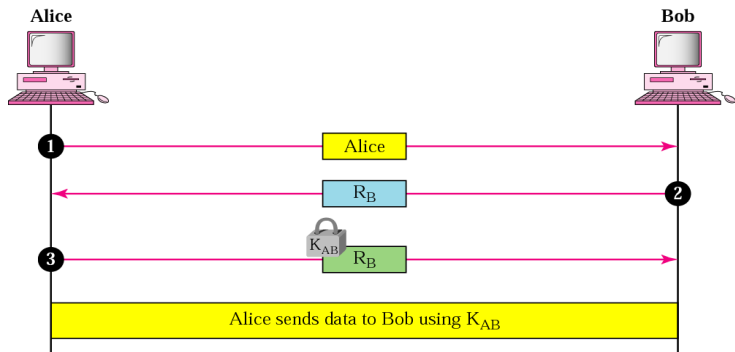 Alice Bob
1 Alice
R_B 2
K_AB
3 R_B
Alice sends data to Bob using K_AB